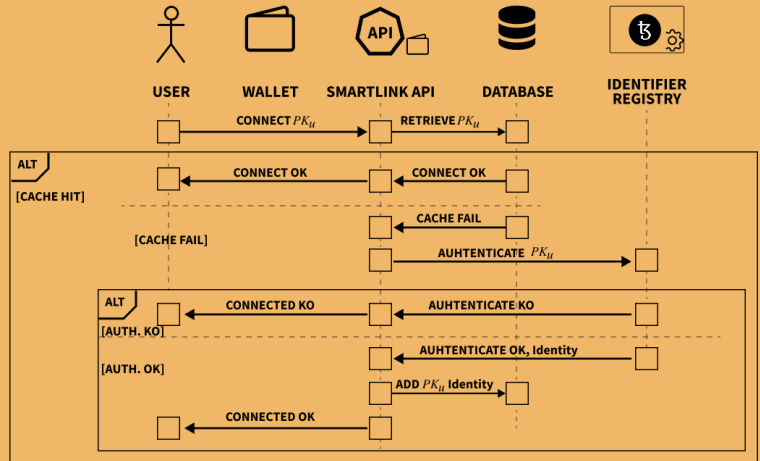 API
USER
WALLET
SMARTLINK API
DATABASE
IDENTIFIER
REGISTRY
CONNECT PKu
RETRIEVE PKu
ALT
[CACHE HIT]
CONNECT OK
CONNECT OK
CACHE FAIL
[CACHE FAIL]
AUHTENTICATE PKu
ALT
[AUTH. KO]
CONNECTED KO
AUHTENTICATE KO
AUHTENTICATE OK, Identity
[AUTH. OK]
ADD PKu Identity
CONNECTED OK